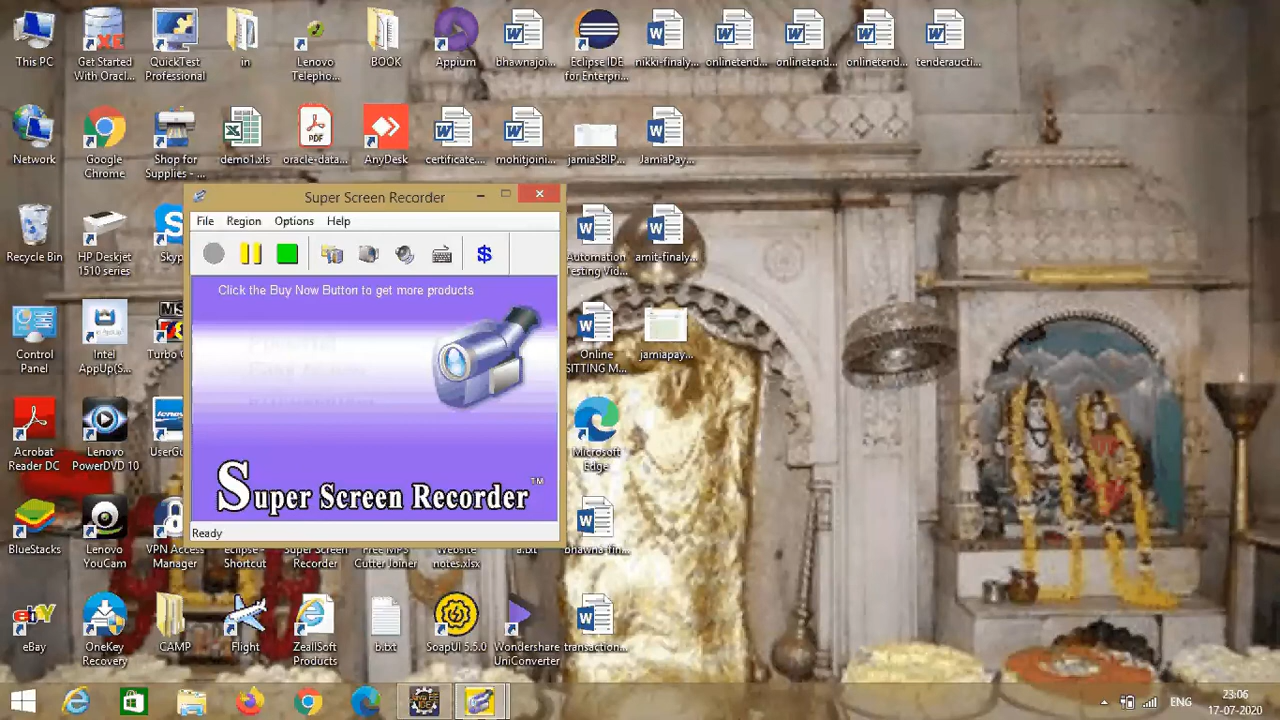 This PC
Get Started
With Oracl...
QuickTest
Professional
in
Lenovo
Telepho...
BOOK
Appium
bhawnajoi...
Eclipse IDE
for Enterpri...
nikki-finaly...
onlinetend...
onlinetend...
onlinetend...
tenderaucti...
Network
Google
Chrome
Shop for
Supplies - ...
demo1.xls
oracle-data...
AnyDesk
certificate....
mohitjoini...
jamiaSBIP...
JamiaPay...
Super Screen Recorder
File Region Options Help
Click the Buy Now Button to get more products
Super Screen Recorder™
Ready
Recycle Bin
HP Deskjet
1510 series
Skyp
Automation
Testing Vid...
amit-finaly...
Control
Panel
Intel
AppUp(S...
Turbo C
Online
SITTING M...
jamiapay...
Acrobat
Reader DC
Lenovo
PowerDVD 10
UserGu
Microsoft
Edge
BlueStacks
Lenovo
YouCam
VPN Access
Manager
eclipse -
Shortcut
Super Screen
Recorder
Free MP3
Cutter Joiner
Website
notes.xlsx
a.txt
bhawna-fin...
eBay
OneKey
Recovery
CAMP
Flight
ZeallSoft
Products
b.txt
SoapUI 5.5.0
Wondershare
UniConverter
transaction...
ENG
23:06
17-07-2020